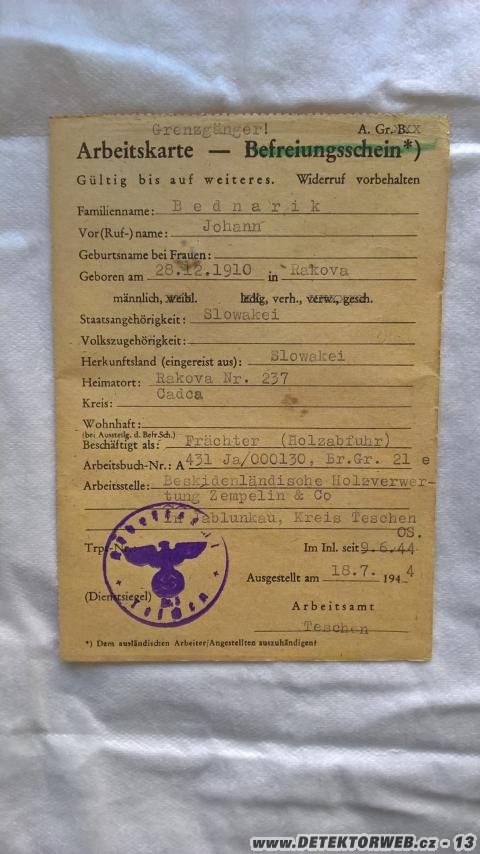 Grenzgänger! A. Gr. B.XX
Arbeitskarte — Befreiungsschein*)
Gültig bis auf weiteres. Widerruf vorbehalten
Familienname: Bednarik
Vor(Ruf-)name: Johann
Geburtsname bei Frauen:
Geboren am 28.12.1910 in Rakova
männlich, weibl. ledig, verh., verw., gesch.
Staatsangehörigkeit: Slowakei
Volkszugehörigkeit:
Herkunftsland (eingereist aus): Slowakei
Heimatort: Rakova Nr. 237
Kreis: Cadca
Wohnhaft:
(bei Ausstellg. d. Befr.Sch.)
Beschäftigt als: Frächter (Holzabfuhr)
Arbeitsbuch-Nr.: A 431 Ja/000130, Br.Gr. 21 e
Arbeitsstelle: Beskidenländische Holzverwer-
tung Zempelin & Co
in Jablunkau, Kreis Teschen
OS.
Trp.-Nr. Im Inl. seit 9.6.44
Ausgestellt am 18.7. 1944
(Dienstsiegel) Arbeitsamt
Teschen
*) Dem ausländischen Arbeiter/Angestellten auszuhändigen!
Arbeitsamt
Teschen
www.DETEKTORWEB.cz - 13